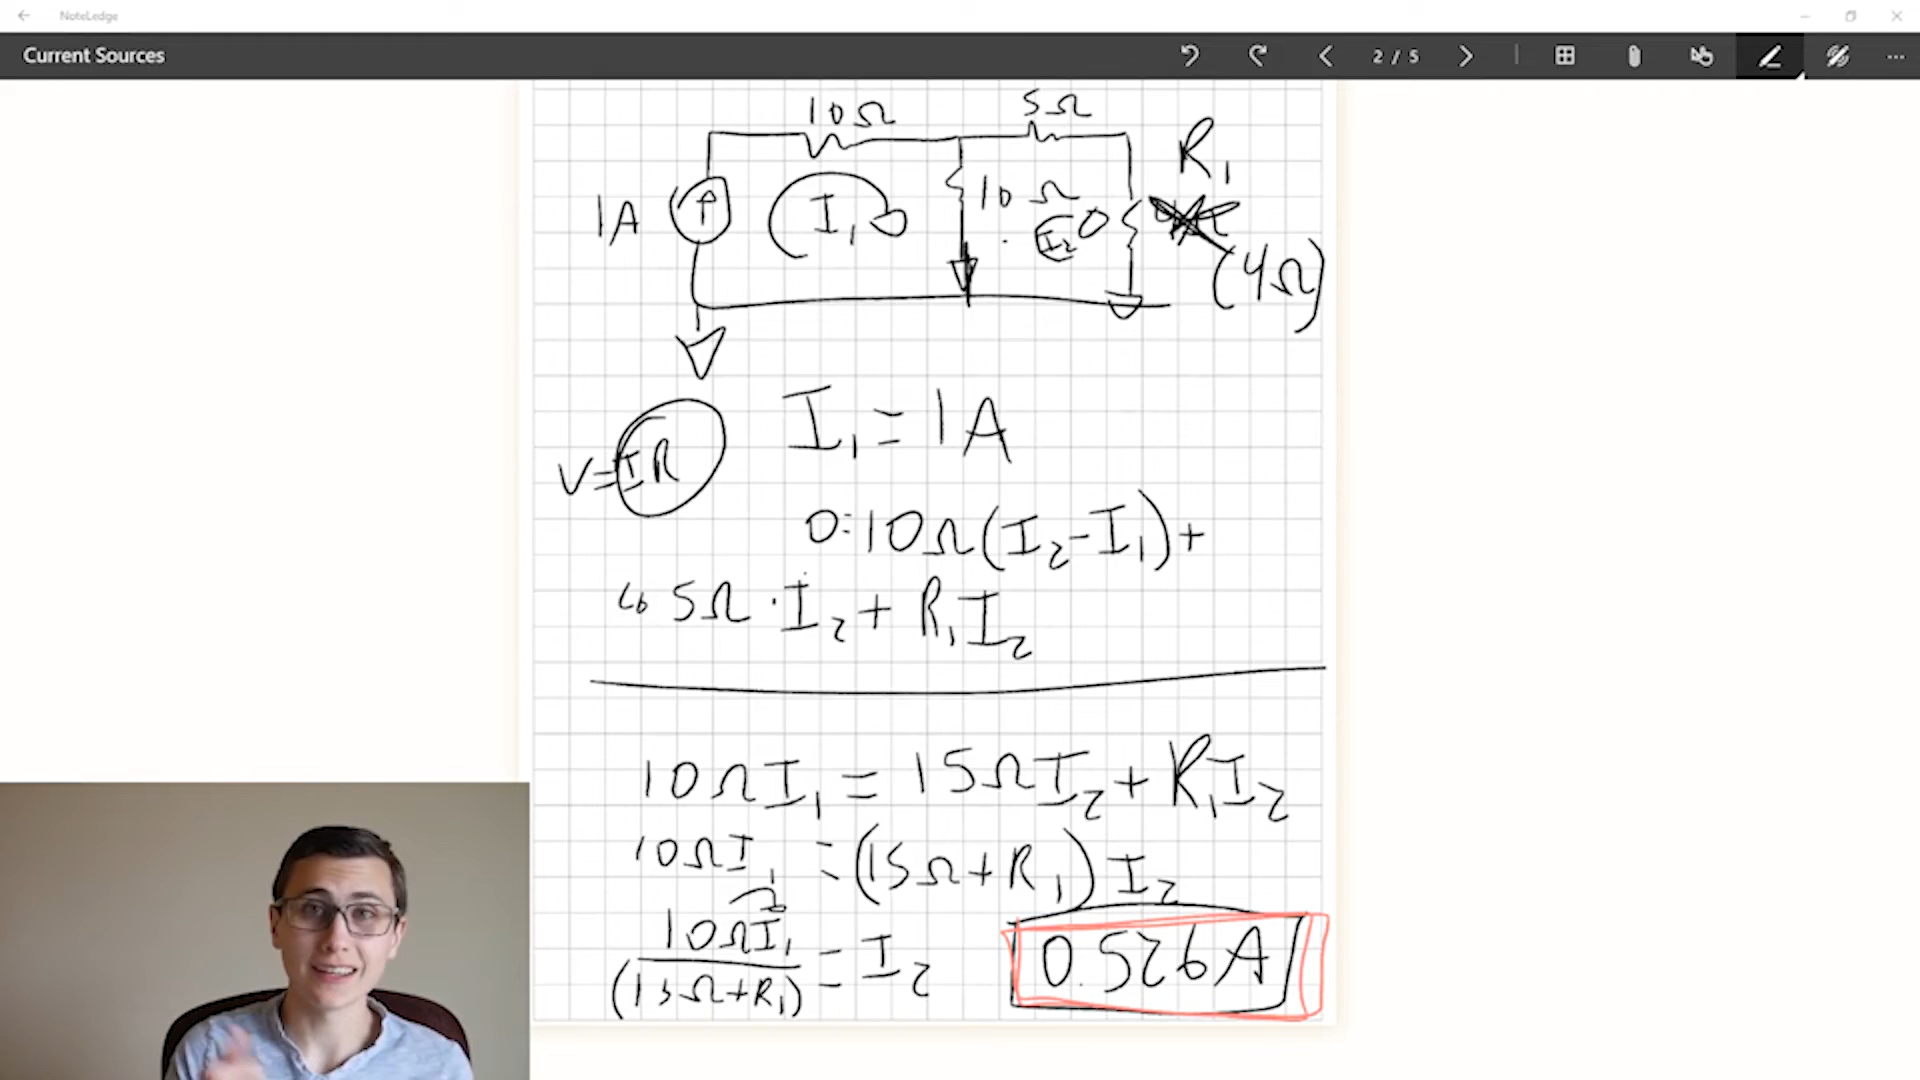 NoteLedge
Current Sources
2 / 5
10Ω
5Ω
R₁
1A
I₁
10Ω
I₂
(4Ω)
I₁ = 1A
V=IR
0=10Ω(I₂-I₁)+
5Ω·I₂+R₁I₂
10ΩI₁ = 15ΩI₂+R₁I₂
10ΩI₁ =(15Ω+R₁)I₂
10ΩI₁
(15Ω+R₁) = I₂
0.526A